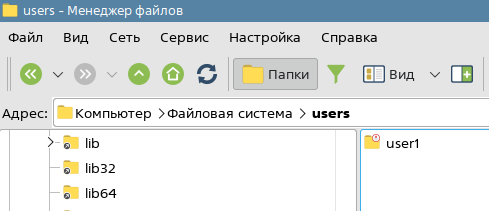 users – Менеджер файлов
Файл Вид Сеть Сервис Настройка Справка
Папки Вид
Адрес: Компьютер Файловая система users
lib user1
lib32
lib64